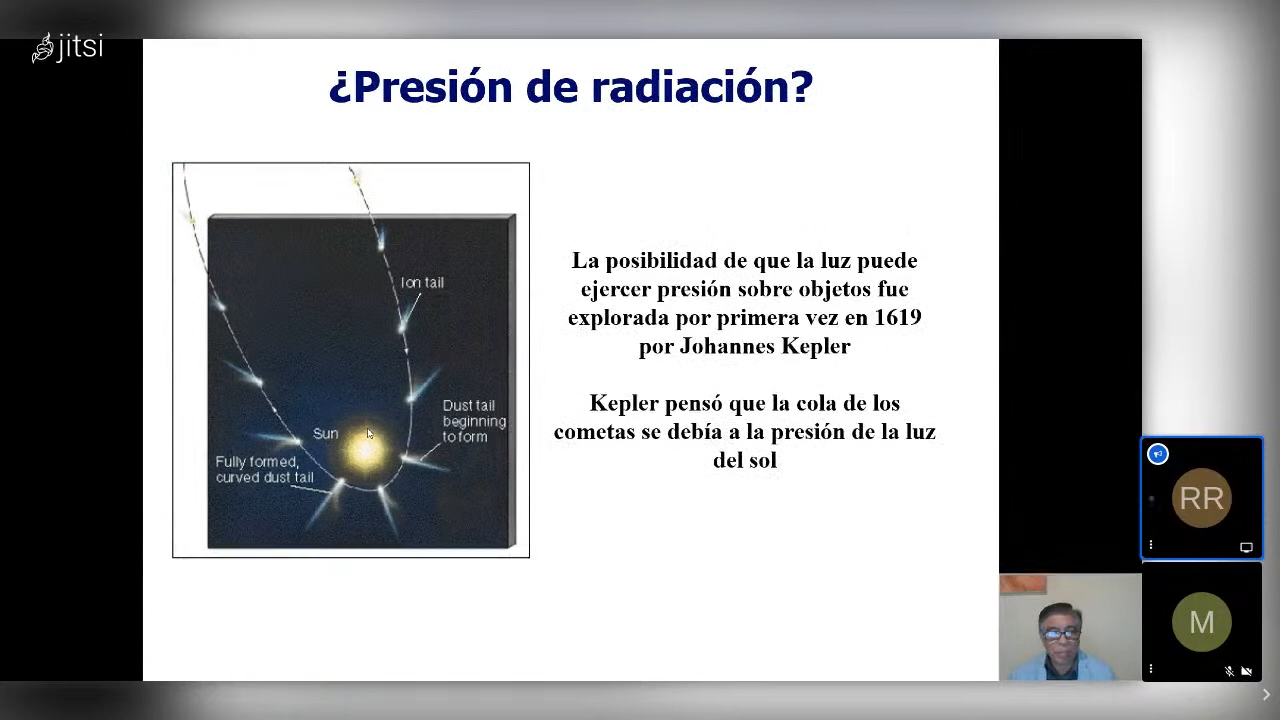 jitsi
¿Presión de radiación?
Ion tail
Dust tail
beginning
to form
Sun
Fully formed,
curved dust tail
La posibilidad de que la luz puede
ejercer presión sobre objetos fue
explorada por primera vez en 1619
por Johannes Kepler
Kepler pensó que la cola de los
cometas se debía a la presión de la luz
del sol
RR
M